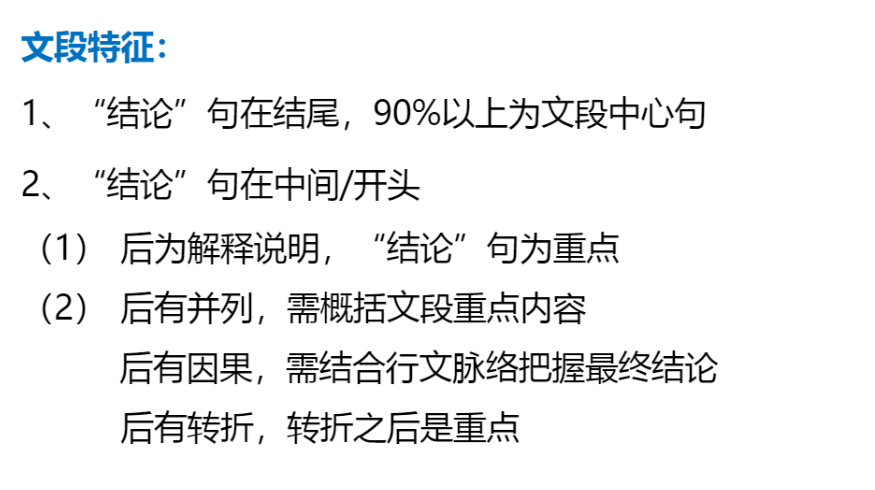 文段特征：
1、“结论”句在结尾，90%以上为文段中心句
2、“结论”句在中间/开头
（1） 后为解释说明，“结论”句为重点
（2） 后有并列，需概括文段重点内容
后有因果，需结合行文脉络把握最终结论
后有转折，转折之后是重点